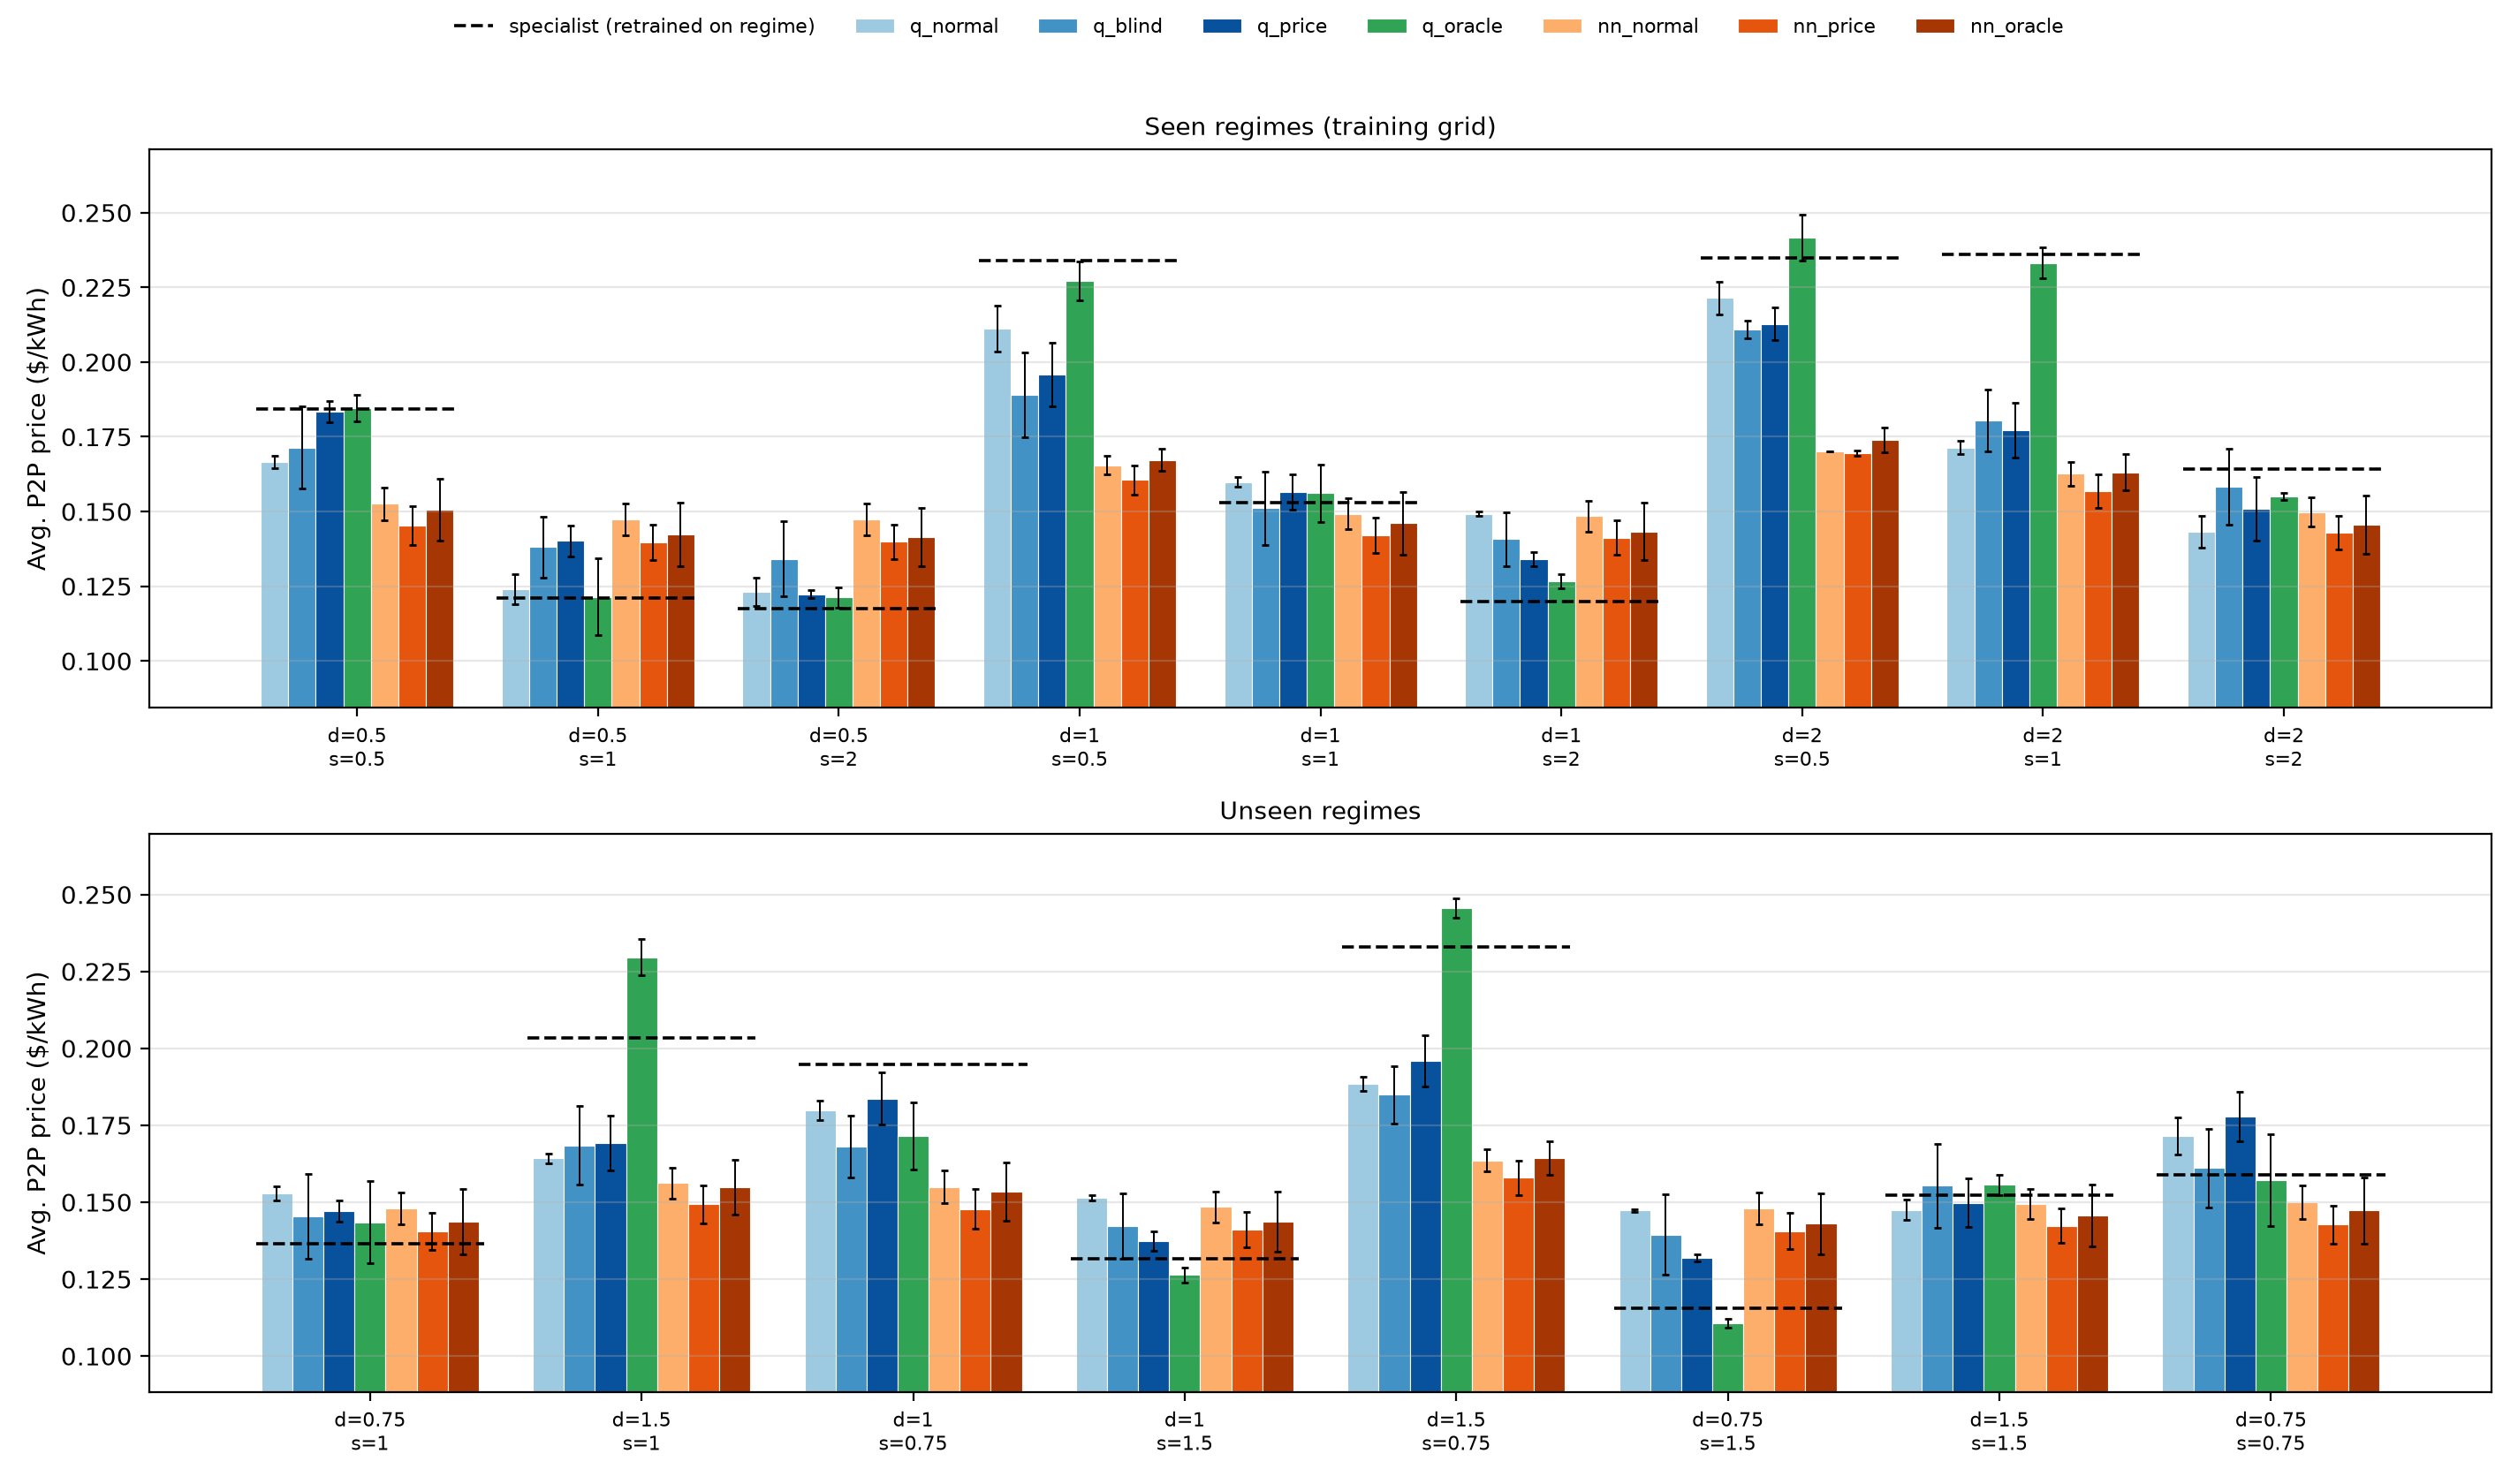 specialist (retrained on regime) q_normal q_blind q_price q_oracle nn_normal nn_price nn_oracle
Seen regimes (training grid)
Avg. P2P price ($/kWh)
0.250
0.225
0.200
0.175
0.150
0.125
0.100
d=0.5 d=0.5 d=0.5 d=1 d=1 d=1 d=2 d=2 d=2
s=0.5 s=1 s=2 s=0.5 s=1 s=2 s=0.5 s=1 s=2
Unseen regimes
Avg. P2P price ($/kWh)
0.250
0.225
0.200
0.175
0.150
0.125
0.100
d=0.75 d=1.5 d=1 d=1 d=1.5 d=0.75 d=1.5 d=0.75
s=1 s=1 s=0.75 s=1.5 s=0.75 s=1.5 s=1.5 s=0.75